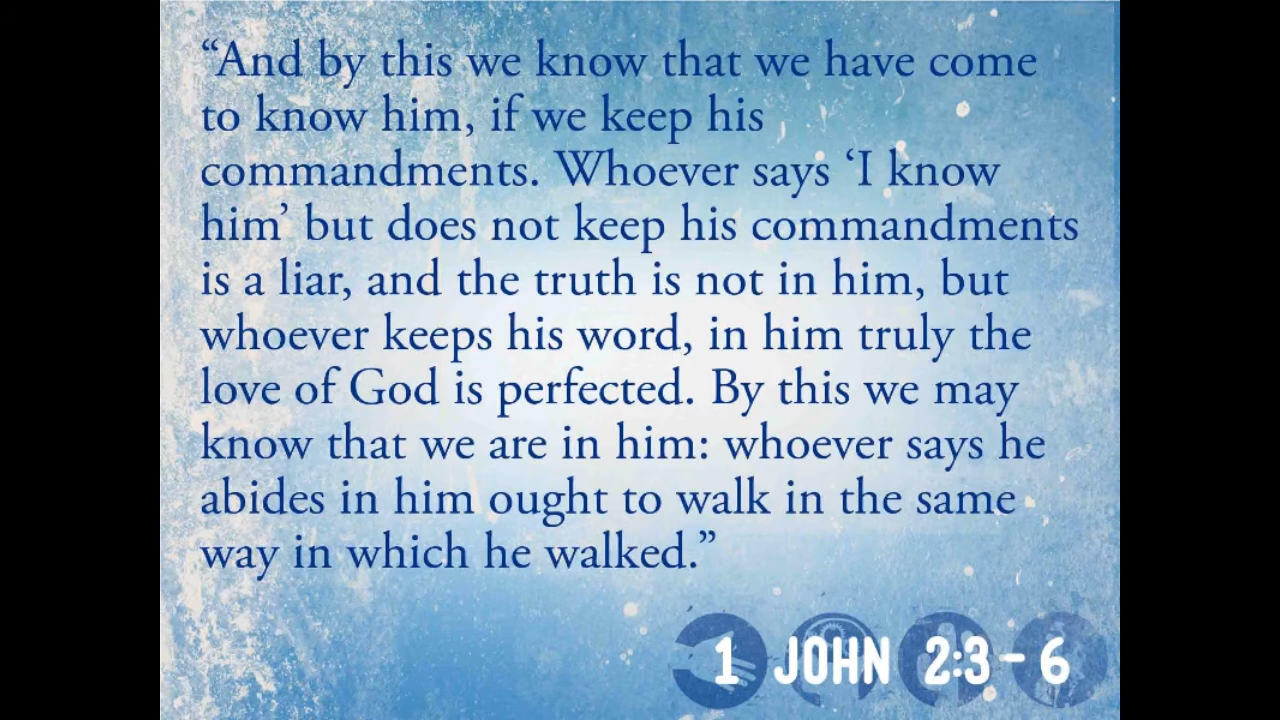 “And by this we know that we have come
to know him, if we keep his
commandments. Whoever says ‘I know
him’ but does not keep his commandments
is a liar, and the truth is not in him, but
whoever keeps his word, in him truly the
love of God is perfected. By this we may
know that we are in him: whoever says he
abides in him ought to walk in the same
way in which he walked.”
1 JOHN 2:3 - 6